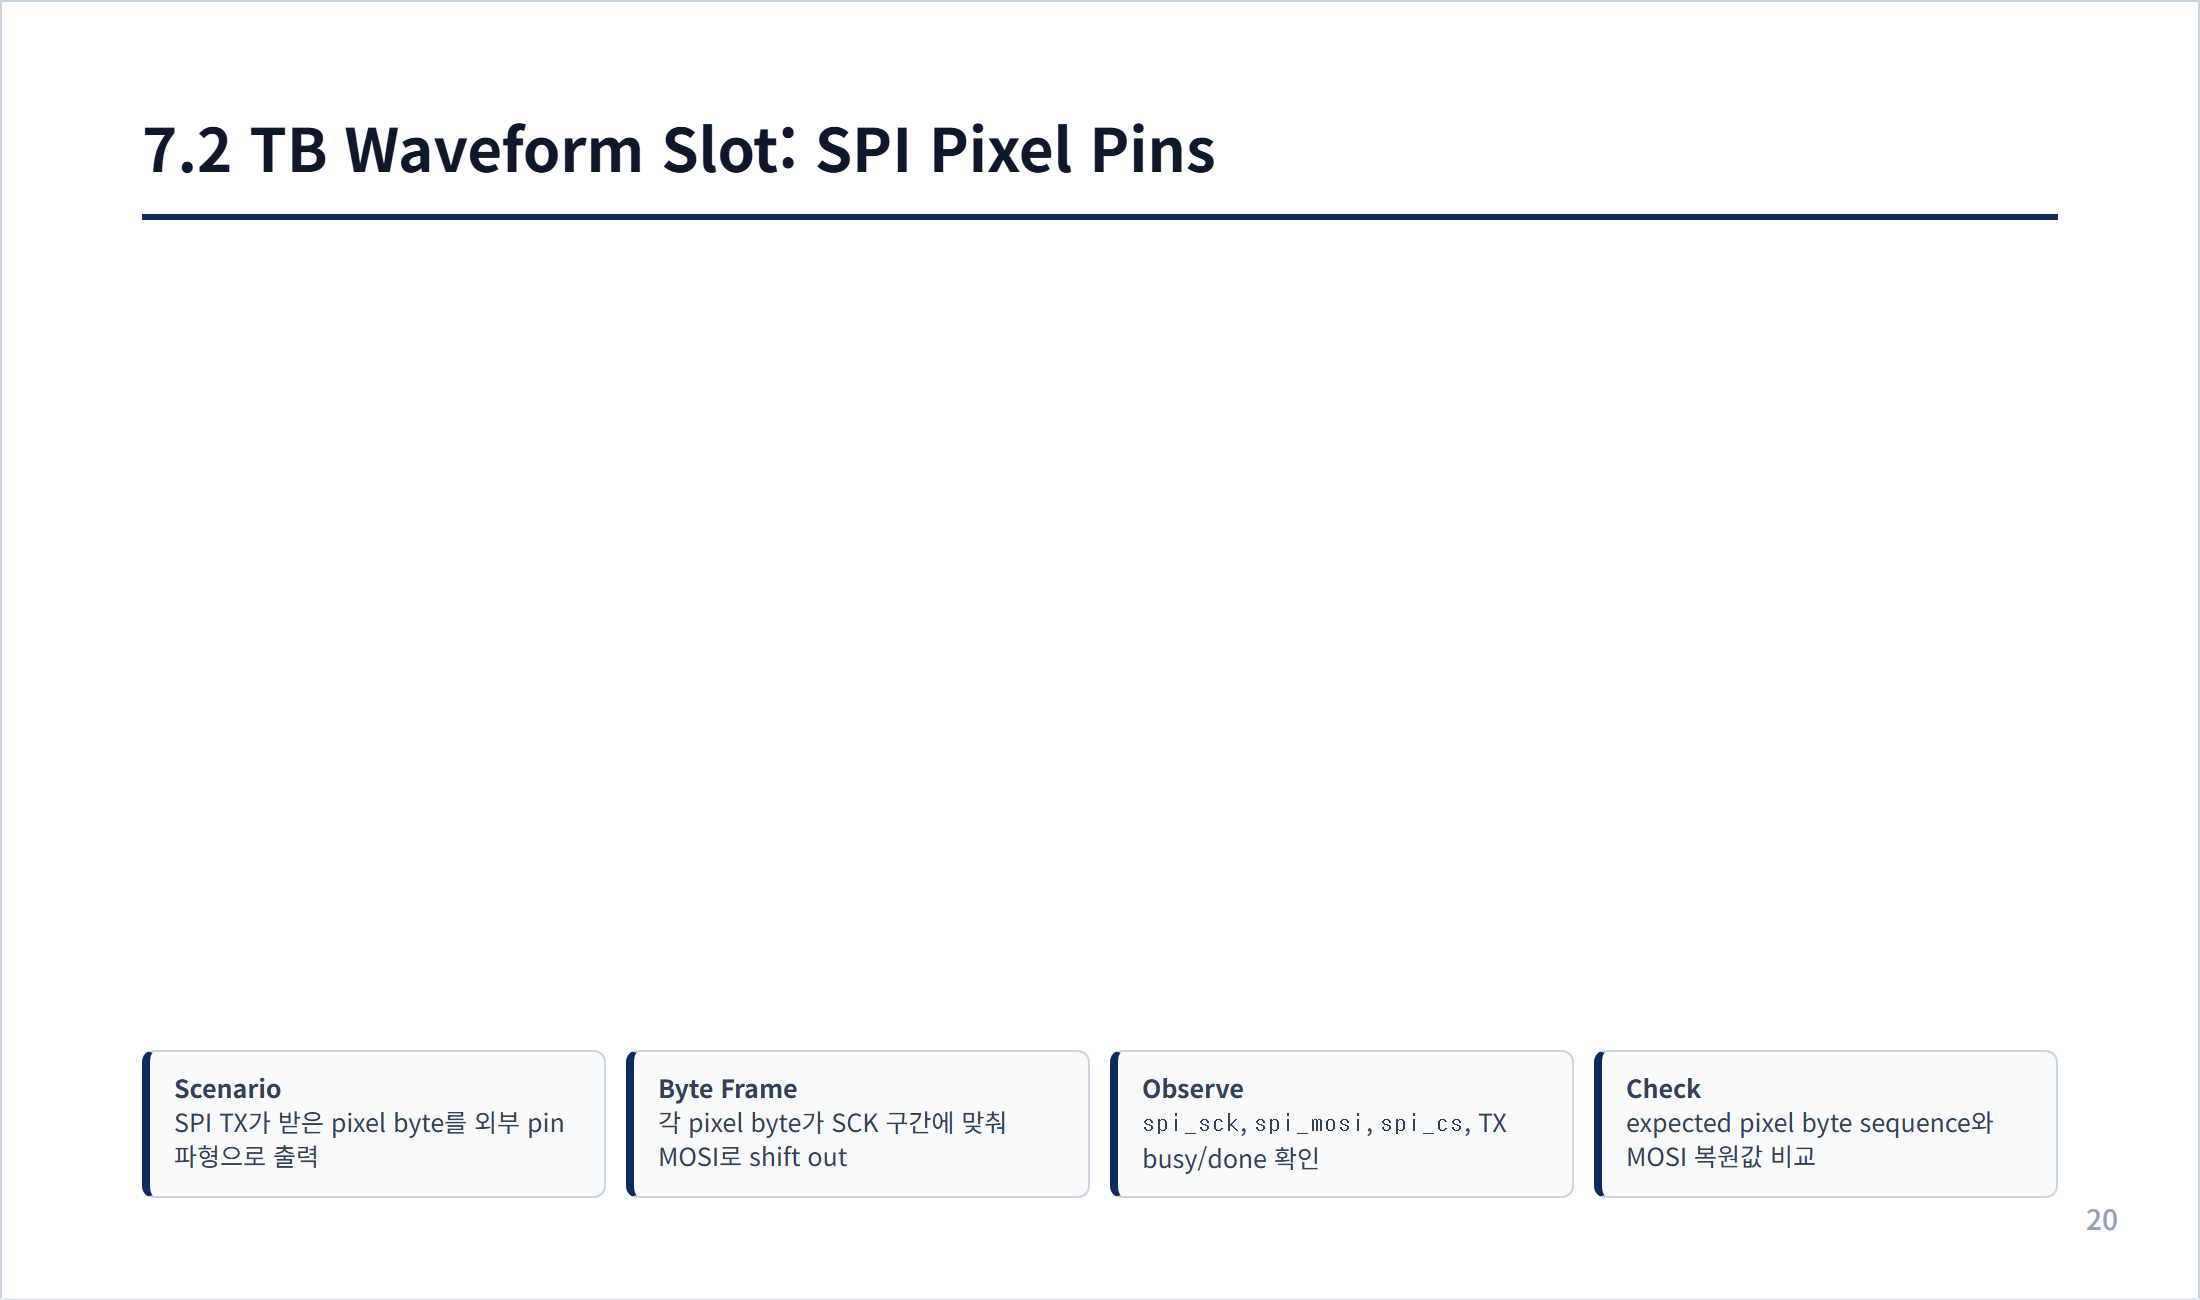 7.2 TB Waveform Slot: SPI Pixel Pins
Scenario
SPI TX가 받은 pixel byte를 외부 pin
파형으로 출력
Byte Frame
각 pixel byte가 SCK 구간에 맞춰
MOSI로 shift out
Observe
spi_sck, spi_mosi, spi_cs, TX
busy/done 확인
Check
expected pixel byte sequence와
MOSI 복원값 비교
20